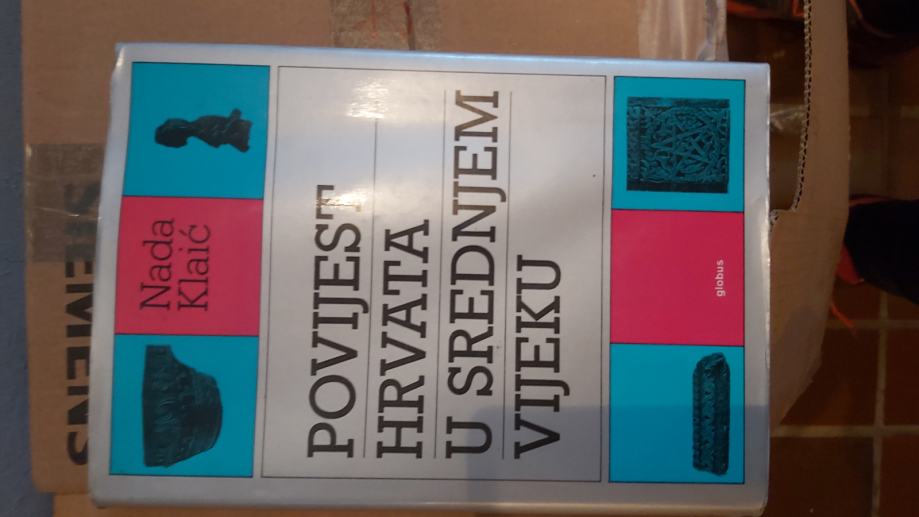 Nada
Klaić
POVIJEST
HRVATA
U SREDNJEM
VIJEKU
globus
SIEMENS